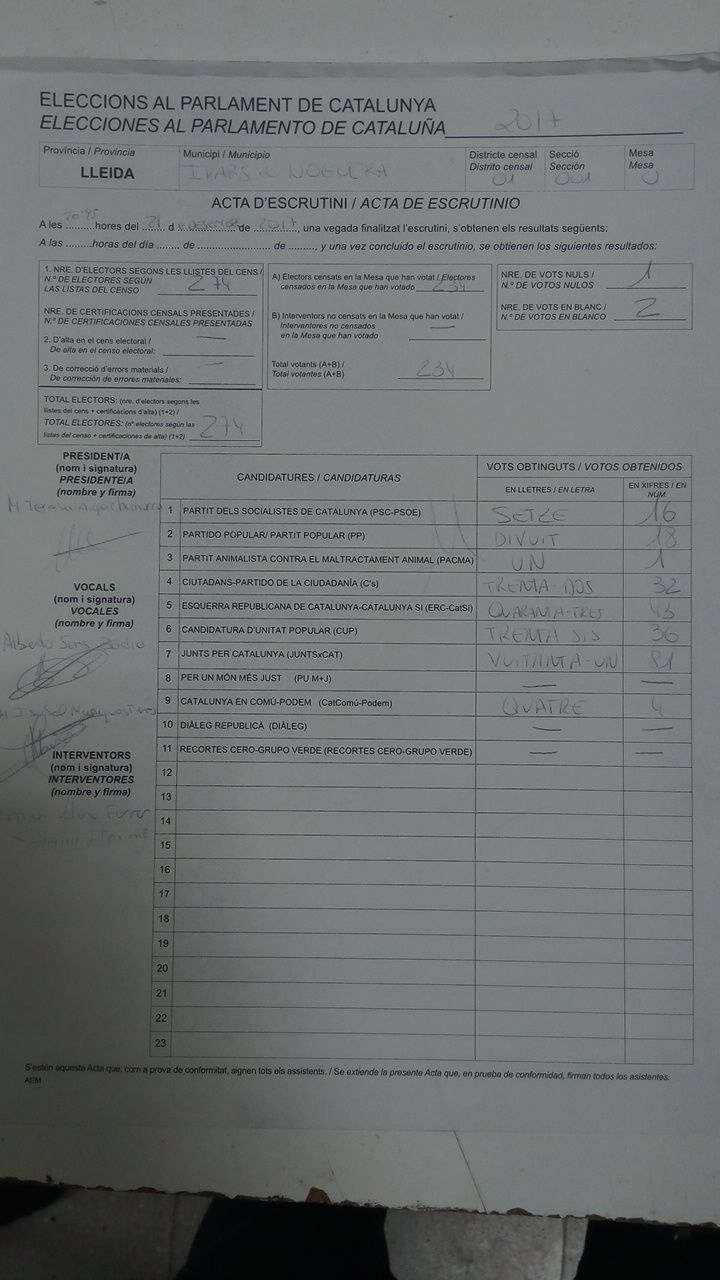 ELECCIONS AL PARLAMENT DE CATALUNYA
ELECCIONES AL PARLAMENTO DE CATALUÑA 2017
Província / Provincia Municipi / Municipio Districte censal Secció Mesa
Distrito censal Sección Mesa
LLEIDA IVARS DE NOGUERA 01 001 U
ACTA D'ESCRUTINI / ACTA DE ESCRUTINIO
A les 20:45 hores del 21 d e desembre de 2017, una vegada finalitzat l'escrutini, s'obtenen els resultats següents:
A las .........horas del día ........ de ......................... de ........., y una vez concluido el escrutinio, se obtienen los siguientes resultados:
1. NRE. D'ELECTORS SEGONS LES LLISTES DEL CENS /
N.º DE ELECTORES SEGÚN
LAS LISTAS DEL CENSO 274
NRE. DE CERTIFICACIONS CENSALS PRESENTADES /
N.º DE CERTIFICACIONES CENSALES PRESENTADAS
2. D'alta en el cens electoral / —
De alta en el censo electoral:
3. De correcció d'errors materials / —
De corrección de errores materiales:
TOTAL ELECTORS: (nre. d'electors segons les
llistes del cens + certificacions d'alta) (1+2) /
TOTAL ELECTORES: (nº electores según las
listas del censo + certificaciones de alta) (1+2) 274
A) Electors censats en la Mesa que han votat / Electores
censados en la Mesa que han votado 234
B) Interventors no censats en la Mesa que han votat /
Interventores no censados —
en la Mesa que han votado
Total votants (A+B) /
Total votantes (A+B) 234
NRE. DE VOTS NULS /
N.º DE VOTOS NULOS 1
NRE. DE VOTS EN BLANC /
N.º DE VOTOS EN BLANCO 2
PRESIDENT/A
(nom i signatura)
PRESIDENTE/A
(nombre y firma)
M Teresa
VOCALS
(nom i signatura)
VOCALES
(nombre y firma)
Alberto
M Isabel
INTERVENTORS
(nom i signatura)
INTERVENTORES
(nombre y firma)
Ferrer
CANDIDATURES / CANDIDATURAS VOTS OBTINGUTS / VOTOS OBTENIDOS
EN LLETRES / EN LETRA EN XIFRES / EN NÚM.
1 PARTIT DELS SOCIALISTES DE CATALUNYA (PSC-PSOE) SETZE 16
2 PARTIDO POPULAR/ PARTIT POPULAR (PP) DIVUIT 18
3 PARTIT ANIMALISTA CONTRA EL MALTRACTAMENT ANIMAL (PACMA) UN 1
4 CIUTADANS-PARTIDO DE LA CIUDADANÍA (C's) TRENTA-DOS 32
5 ESQUERRA REPUBLICANA DE CATALUNYA-CATALUNYA SI (ERC-CatSí) QUARANTA-TRES 43
6 CANDIDATURA D'UNITAT POPULAR (CUP) TRENTA SIS 36
7 JUNTS PER CATALUNYA (JUNTSxCAT) VUITANTA-UN 81
8 PER UN MÓN MÉS JUST (PU M+J) — —
9 CATALUNYA EN COMÚ-PODEM (CatComú-Podem) QUATRE 4
10 DIÀLEG REPUBLICÀ (DIÀLEG) — —
11 RECORTES CERO-GRUPO VERDE (RECORTES CERO-GRUPO VERDE) — —
12
13
14
15
16
17
18
19
20
21
22
23
S'estén aquesta Acta que, com a prova de conformitat, signen tots els assistents. / Se extiende la presente Acta que, en prueba de conformidad, firman todos los asistentes.
AEM